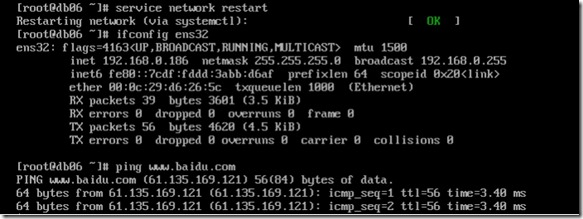 [root@db06 ~]# service network restart
Restarting network (via systemctl): [ OK ]
[root@db06 ~]# ifconfig ens32
ens32: flags=4163<UP,BROADCAST,RUNNING,MULTICAST> mtu 1500
inet 192.168.0.186 netmask 255.255.255.0 broadcast 192.168.0.255
inet6 fe80::7cdf:fddd:3abb:d6af prefixlen 64 scopeid 0x20<link>
ether 00:0c:29:d6:26:5c txqueuelen 1000 (Ethernet)
RX packets 39 bytes 3601 (3.5 KiB)
RX errors 0 dropped 0 overruns 0 frame 0
TX packets 56 bytes 4620 (4.5 KiB)
TX errors 0 dropped 0 overruns 0 carrier 0 collisions 0
[root@db06 ~]# ping www.baidu.com
PING www.baidu.com (61.135.169.121) 56(84) bytes of data.
64 bytes from 61.135.169.121 (61.135.169.121): icmp_seq=1 ttl=56 time=3.40 ms
64 bytes from 61.135.169.121 (61.135.169.121): icmp_seq=2 ttl=56 time=3.40 ms